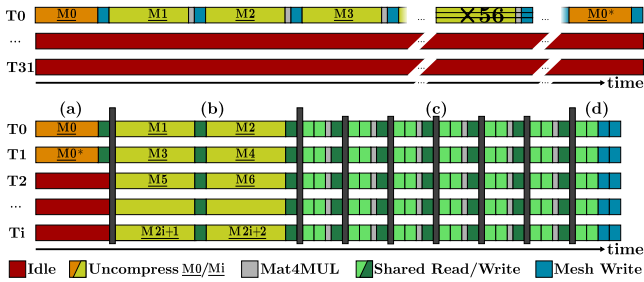 T0 M0 M1 M2 M3 ... ×56 ... M0*
... ... ...
T31 ... ...
time
(a) (b) (c) (d)
T0 M0 M1 M2
T1 M0* M3 M4
T2 M5 M6
...
Ti M2i+1 M2i+2
time
Idle Uncompress M0/Mi Mat4MUL Shared Read/Write Mesh Write